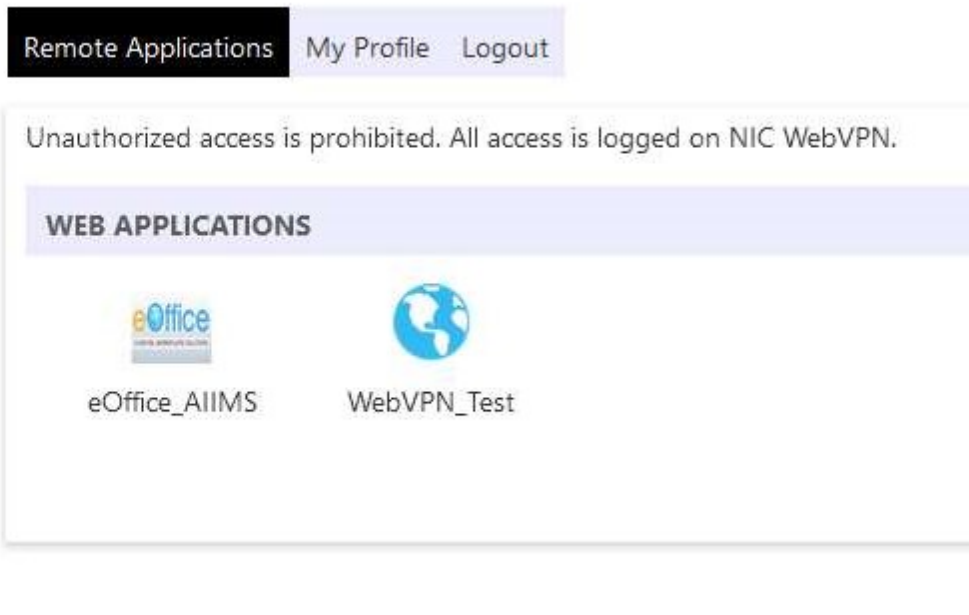 Remote Applications My Profile Logout
Unauthorized access is prohibited. All access is logged on NIC WebVPN.
WEB APPLICATIONS
eOffice
eOffice_AIIMS WebVPN_Test